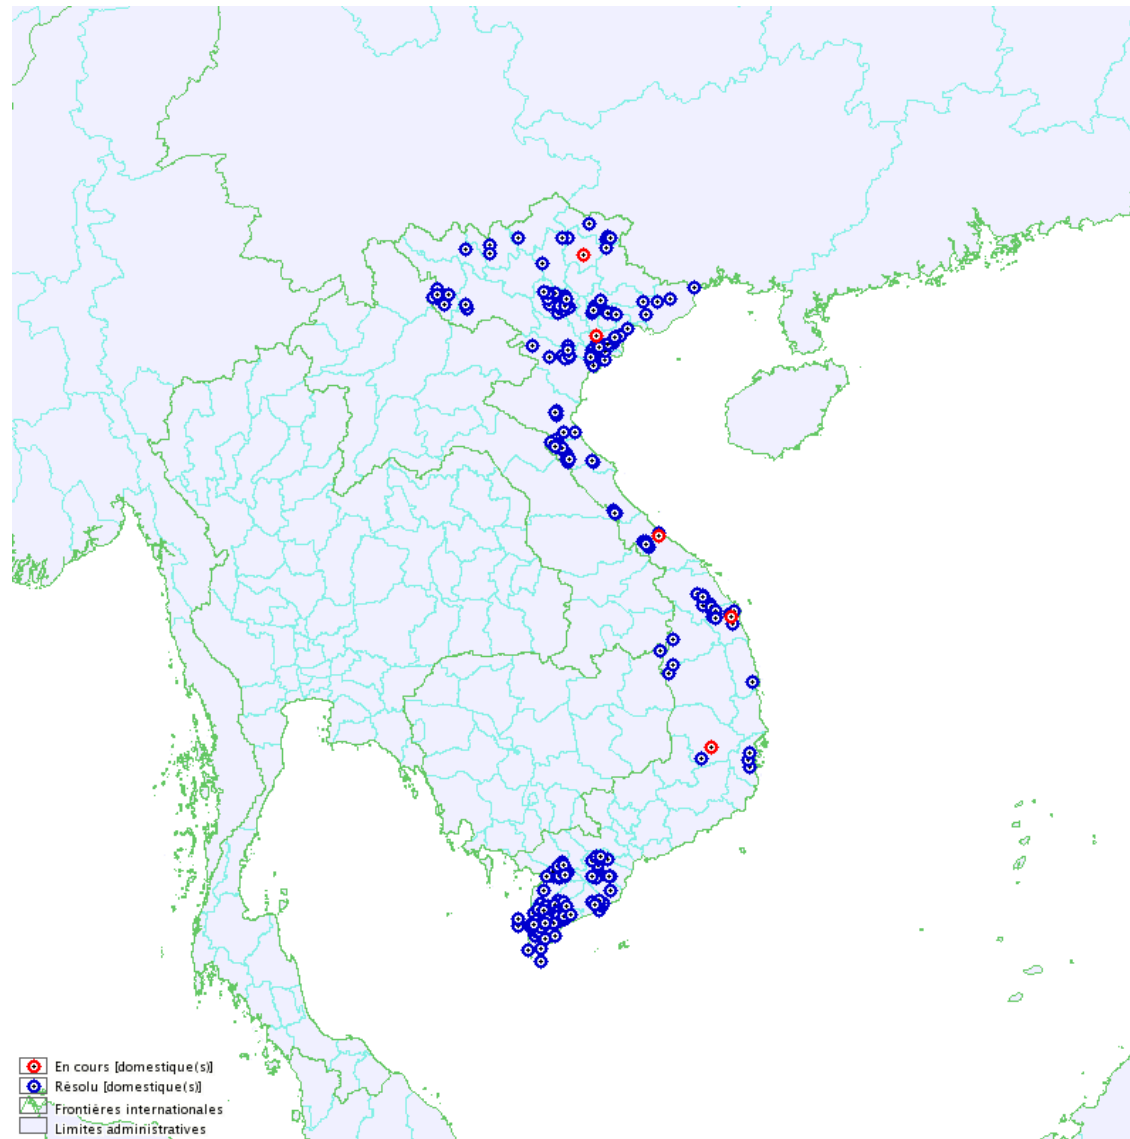 En cours [domestique(s)]
Résolu [domestique(s)]
Frontières internationales
Limites administratives